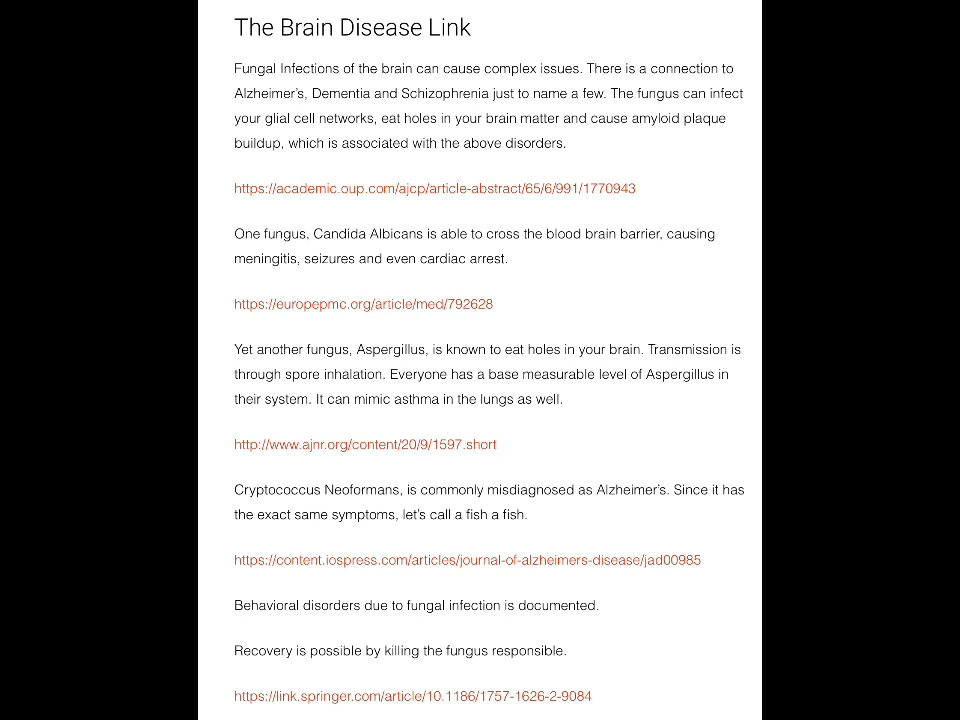 The Brain Disease Link
Fungal Infections of the brain can cause complex issues. There is a connection to
Alzheimer's, Dementia and Schizophrenia just to name a few. The fungus can infect
your glial cell networks, eat holes in your brain matter and cause amyloid plaque
buildup, which is associated with the above disorders.
https://academic.oup.com/ajcp/article-abstract/65/6/991/1770943
One fungus, Candida Albicans is able to cross the blood brain barrier, causing
meningitis, seizures and even cardiac arrest.
https://europepmc.org/article/med/792628
Yet another fungus, Aspergillus, is known to eat holes in your brain. Transmission is
through spore inhalation. Everyone has a base measurable level of Aspergillus in
their system. It can mimic asthma in the lungs as well.
http://www.ajnr.org/content/20/9/1597.short
Cryptococcus Neoformans, is commonly misdiagnosed as Alzheimer's. Since it has
the exact same symptoms, let's call a fish a fish.
https://content.iospress.com/articles/journal-of-alzheimers-disease/jad00985
Behavioral disorders due to fungal infection is documented.
Recovery is possible by killing the fungus responsible.
https://link.springer.com/article/10.1186/1757-1626-2-9084